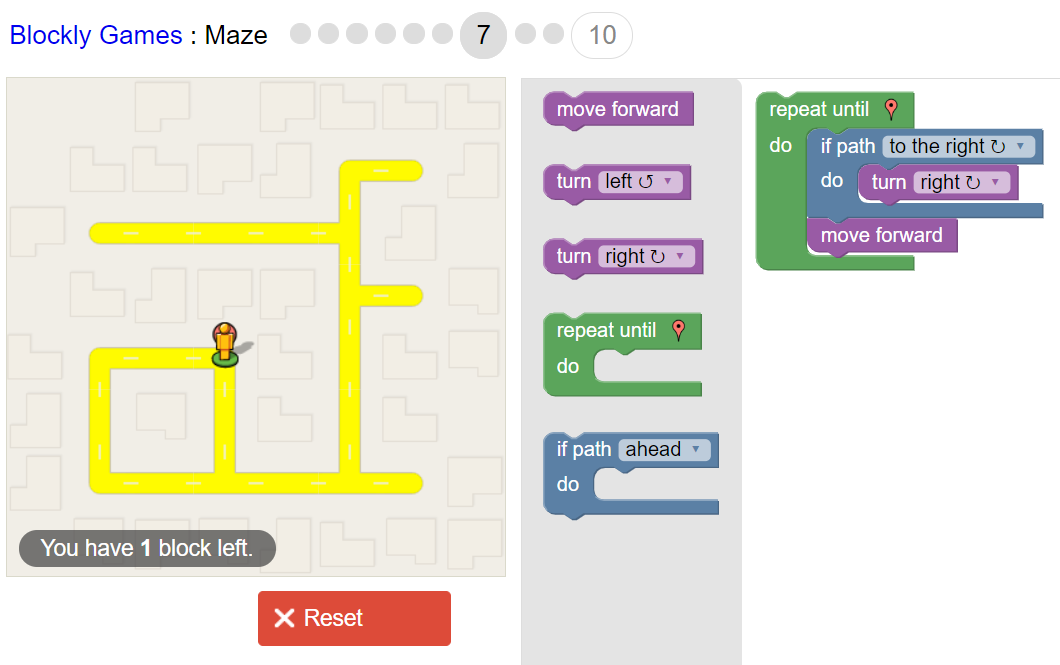 Blockly Games : Maze 7 10
You have 1 block left.
Reset
move forward
turn left ↺ ▼
turn right ↻ ▼
repeat until
do
if path ahead ▼
do
repeat until
do if path to the right ↻ ▼
do turn right ↻ ▼
move forward